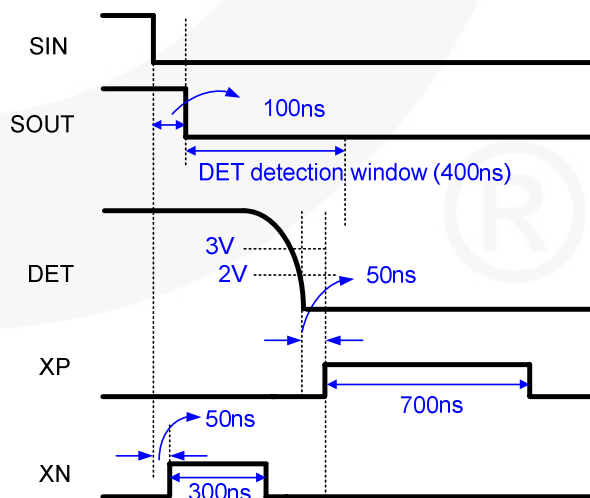 SIN
SOUT
100ns
DET detection window (400ns)
DET
3V
2V
50ns
XP
700ns
50ns
XN
300ns
®